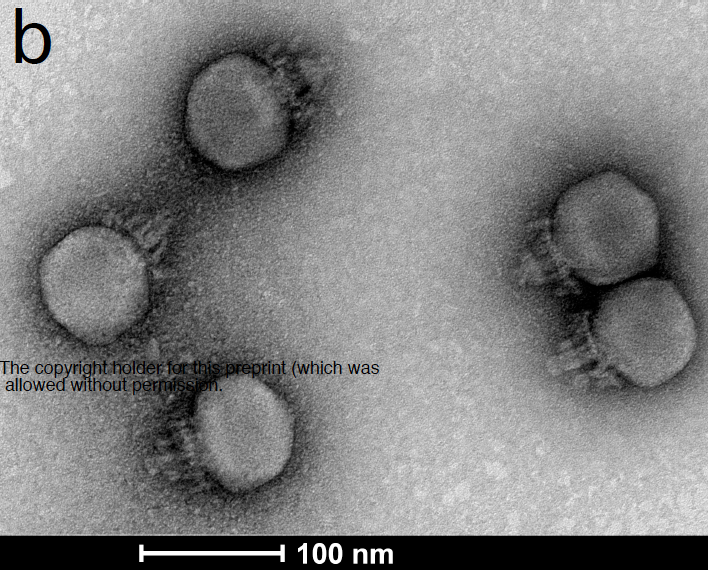 b
The copyright holder for this preprint (which was
allowed without permission.
100 nm